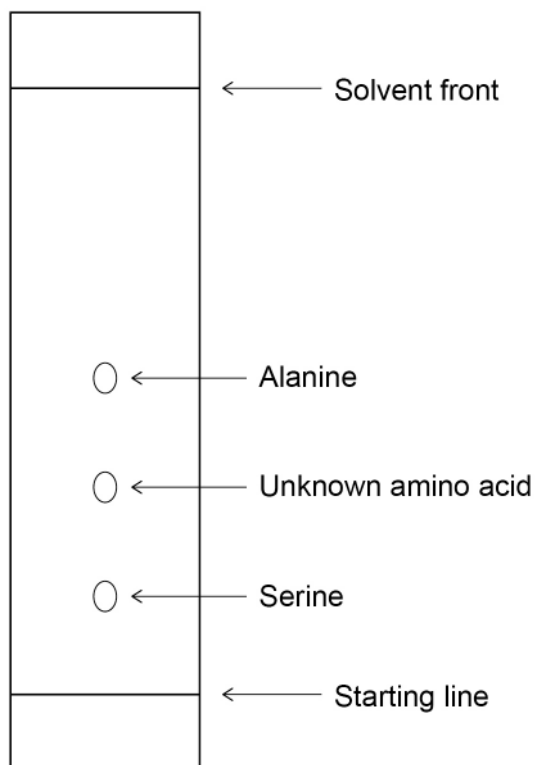 Solvent front
Alanine
Unknown amino acid
Serine
Starting line